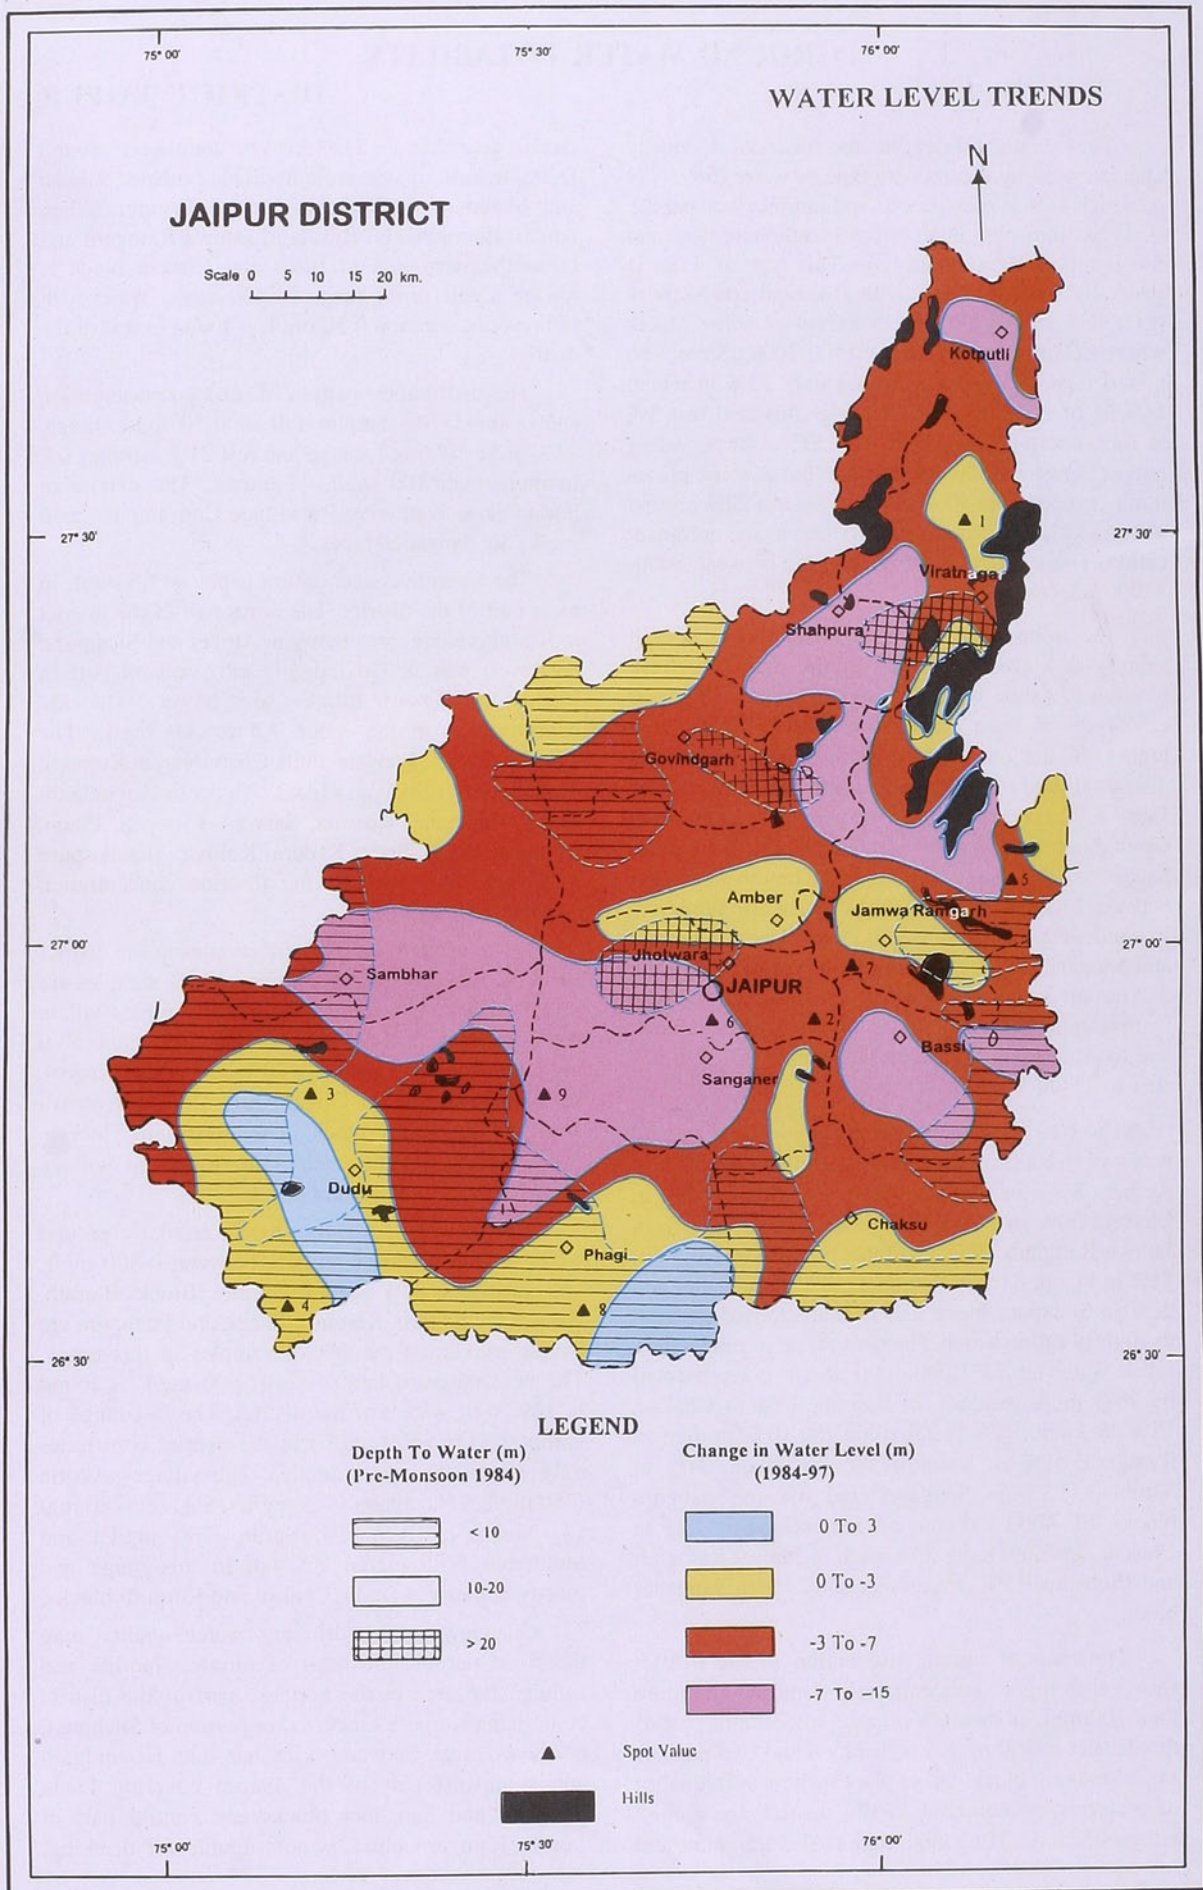 75° 00'
75° 30'
76° 00'
WATER LEVEL TRENDS
N
JAIPUR DISTRICT
Scale 0 5 10 15 20 km.
Kotputli
1
27° 30'
27° 30'
Viratnagar
Shahpura
Govindgarh
5
Amber
Jamwa Ramgarh
27° 00'
27° 00'
Jhotwara
7
Sambhar
JAIPUR
6
2
Bassi
Sanganer
3
9
Dudu
Chaksu
Phagi
4
8
26° 30'
26° 30'
LEGEND
Depth To Water (m)
(Pre-Monsoon 1984)
< 10
10-20
> 20
Change in Water Level (m)
(1984-97)
0 To 3
0 To -3
-3 To -7
-7 To –15
Spot Value
Hills
75° 00'
75° 30'
76° 00'